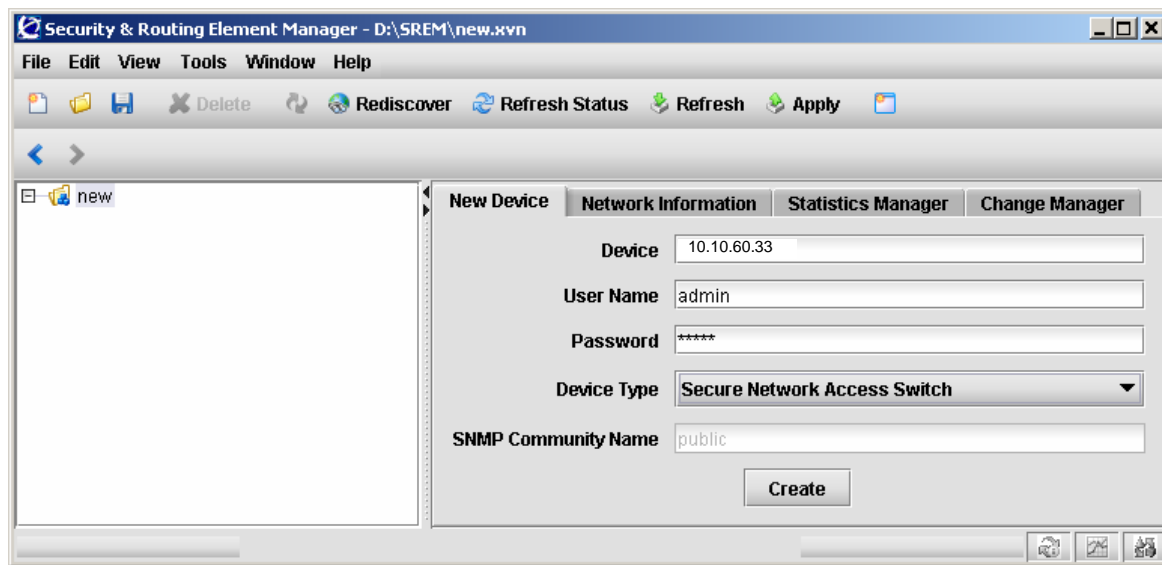 Security & Routing Element Manager - D:\SREM\new.xvn
File Edit View Tools Window Help
Delete Rediscover Refresh Status Refresh Apply
new
New Device Network Information Statistics Manager Change Manager
Device 10.10.60.33
User Name admin
Password *****
Device Type Secure Network Access Switch
SNMP Community Name public
Create